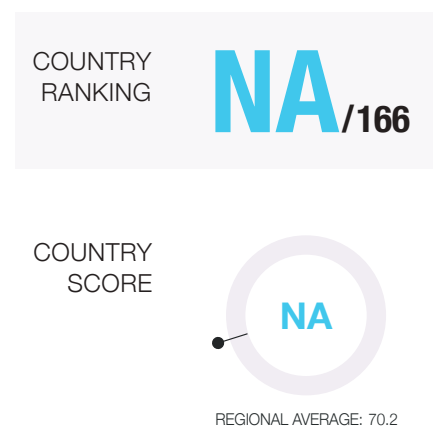 COUNTRY
RANKING
NA/166
COUNTRY
SCORE
NA
REGIONAL AVERAGE: 70.2